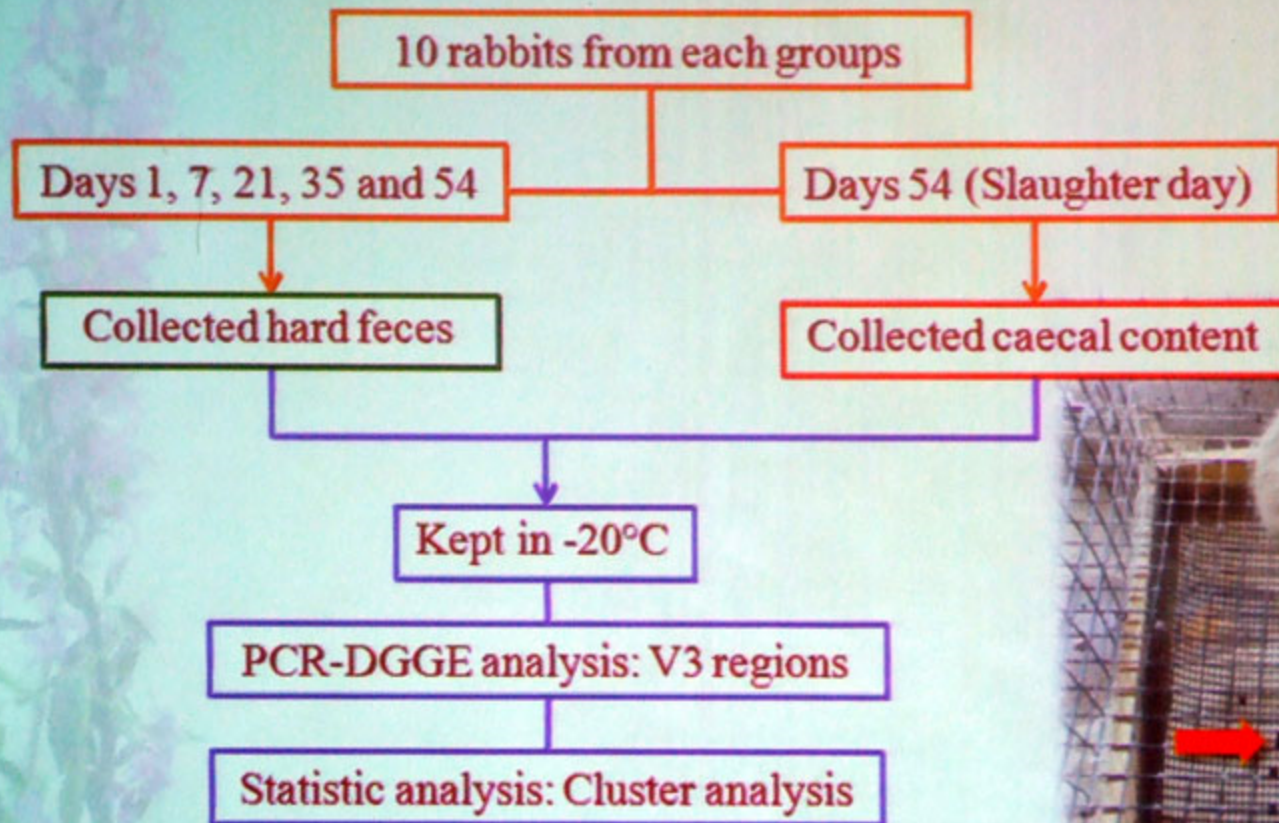 10 rabbits from each groups
Days 1, 7, 21, 35 and 54
Days 54 (Slaughter day)
Collected hard feces
Collected caecal content
Kept in -20°C
PCR-DGGE analysis: V3 regions
Statistic analysis: Cluster analysis